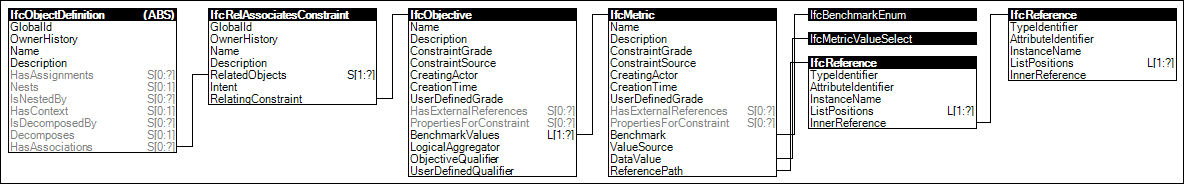 IfcObjectDefinition (ABS)
GlobalId
OwnerHistory
Name
Description
HasAssignments S[0:?]
Nests S[0:1]
IsNestedBy S[0:?]
HasContext S[0:1]
IsDecomposedBy S[0:?]
Decomposes S[0:1]
HasAssociations S[0:?]
IfcRelAssociatesConstraint
GlobalId
OwnerHistory
Name
Description
RelatedObjects S[1:?]
Intent
RelatingConstraint
IfcObjective
Name
Description
ConstraintGrade
ConstraintSource
CreatingActor
CreationTime
UserDefinedGrade
HasExternalReferences S[0:?]
PropertiesForConstraint S[0:?]
BenchmarkValues L[1:?]
LogicalAggregator
ObjectiveQualifier
UserDefinedQualifier
IfcMetric
Name
Description
ConstraintGrade
ConstraintSource
CreatingActor
CreationTime
UserDefinedGrade
HasExternalReferences S[0:?]
PropertiesForConstraint S[0:?]
Benchmark
ValueSource
DataValue
ReferencePath
IfcBenchmarkEnum
IfcMetricValueSelect
IfcReference
TypeIdentifier
AttributeIdentifier
InstanceName
ListPositions L[1:?]
InnerReference
IfcReference
TypeIdentifier
AttributeIdentifier
InstanceName
ListPositions L[1:?]
InnerReference